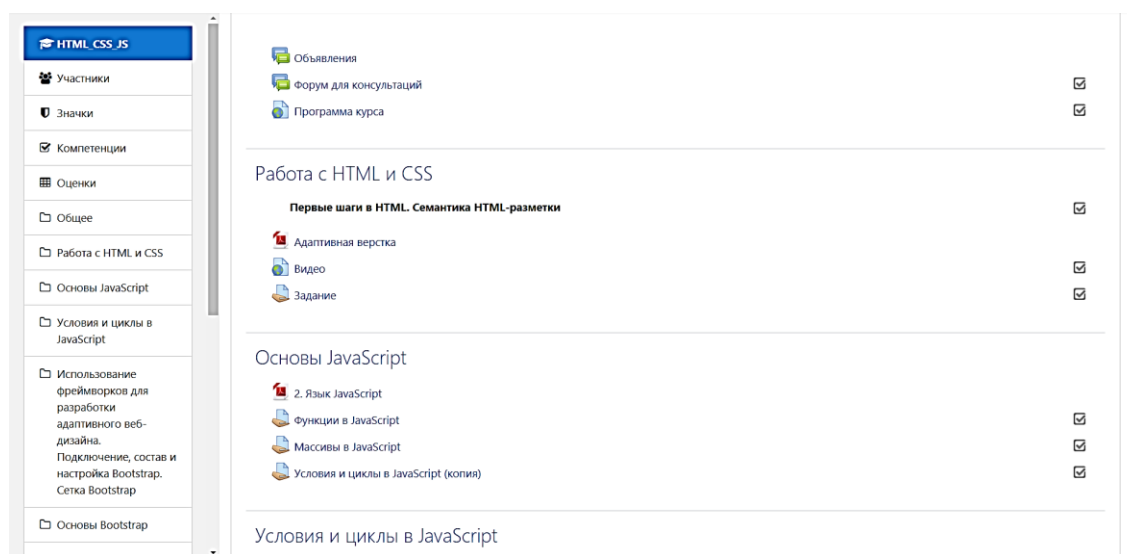 HTML_CSS_JS
Участники
Значки
Компетенции
Оценки
Общее
Работа с HTML и CSS
Основы JavaScript
Условия и циклы в
JavaScript
Использование
фреймворков для
разработки
адаптивного веб-
дизайна.
Подключение, состав и
настройка Bootstrap.
Сетка Bootstrap
Основы Bootstrap
Объявления
Форум для консультаций
Программа курса
Работа с HTML и CSS
Первые шаги в HTML. Семантика HTML-разметки
Адаптивная верстка
Видео
Задание
Основы JavaScript
2. Язык JavaScript
Функции в JavaScript
Массивы в JavaScript
Условия и циклы в JavaScript (копия)
Условия и циклы в JavaScript